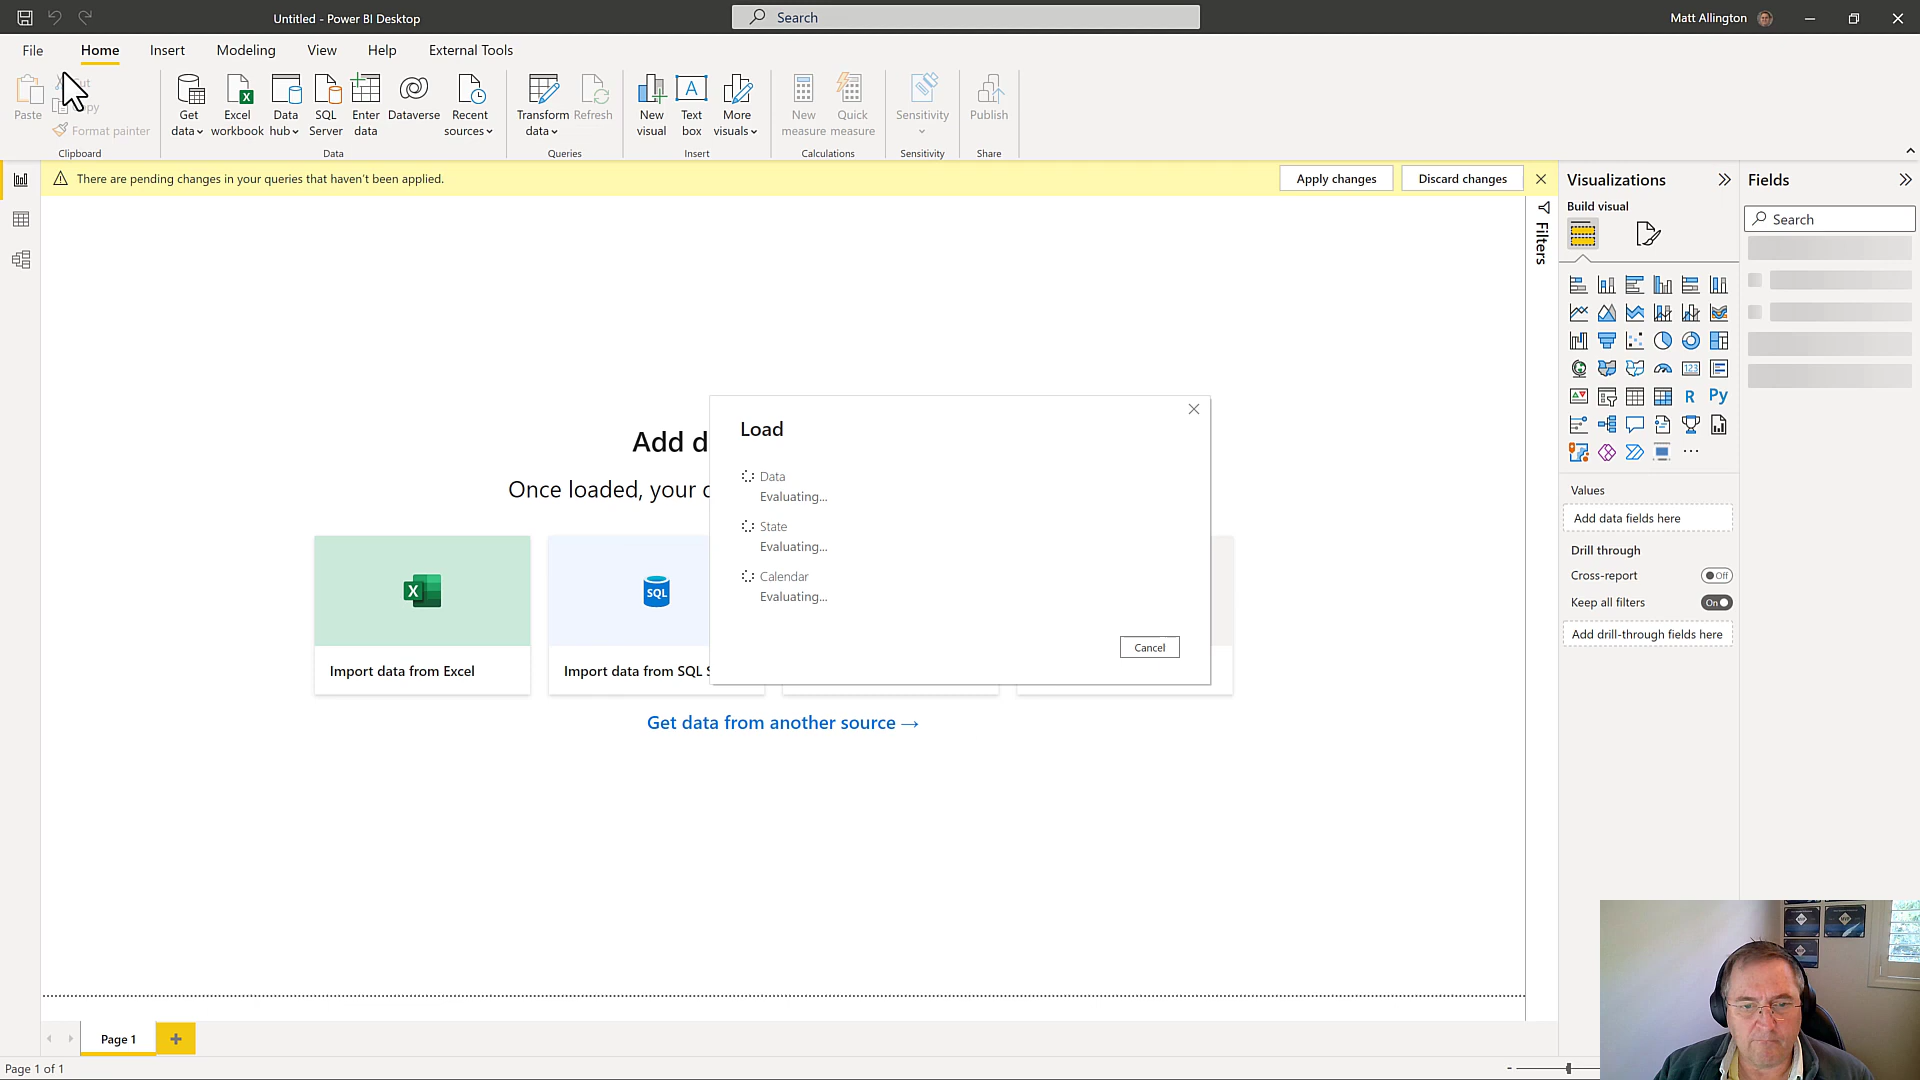 Untitled - Power BI Desktop
Search
Matt Allington
File
Home
Insert
Modeling
View
Help
External Tools
Paste
Format painter
Clipboard
Get data
Excel workbook
Data hub
SQL Server
Enter data
Dataverse
Recent sources
Data
Transform data
Refresh
Queries
New visual
Text box
More visuals
Insert
New measure
Quick measure
Calculations
Sensitivity
Sensitivity
Publish
Share
There are pending changes in your queries that haven't been applied.
Apply changes
Discard changes
Filters
Visualizations
Build visual
Fields
Search
R
Py
123
Values
Add data fields here
Drill through
Cross-report
Off
Keep all filters
On
Add drill-through fields here
Add d
Once loaded, your
Load
Data
Evaluating...
State
Evaluating...
Calendar
Evaluating...
Cancel
X
SQL
Import data from Excel
Import data from SQL S
Get data from another source →
Page 1
Page 1 of 1